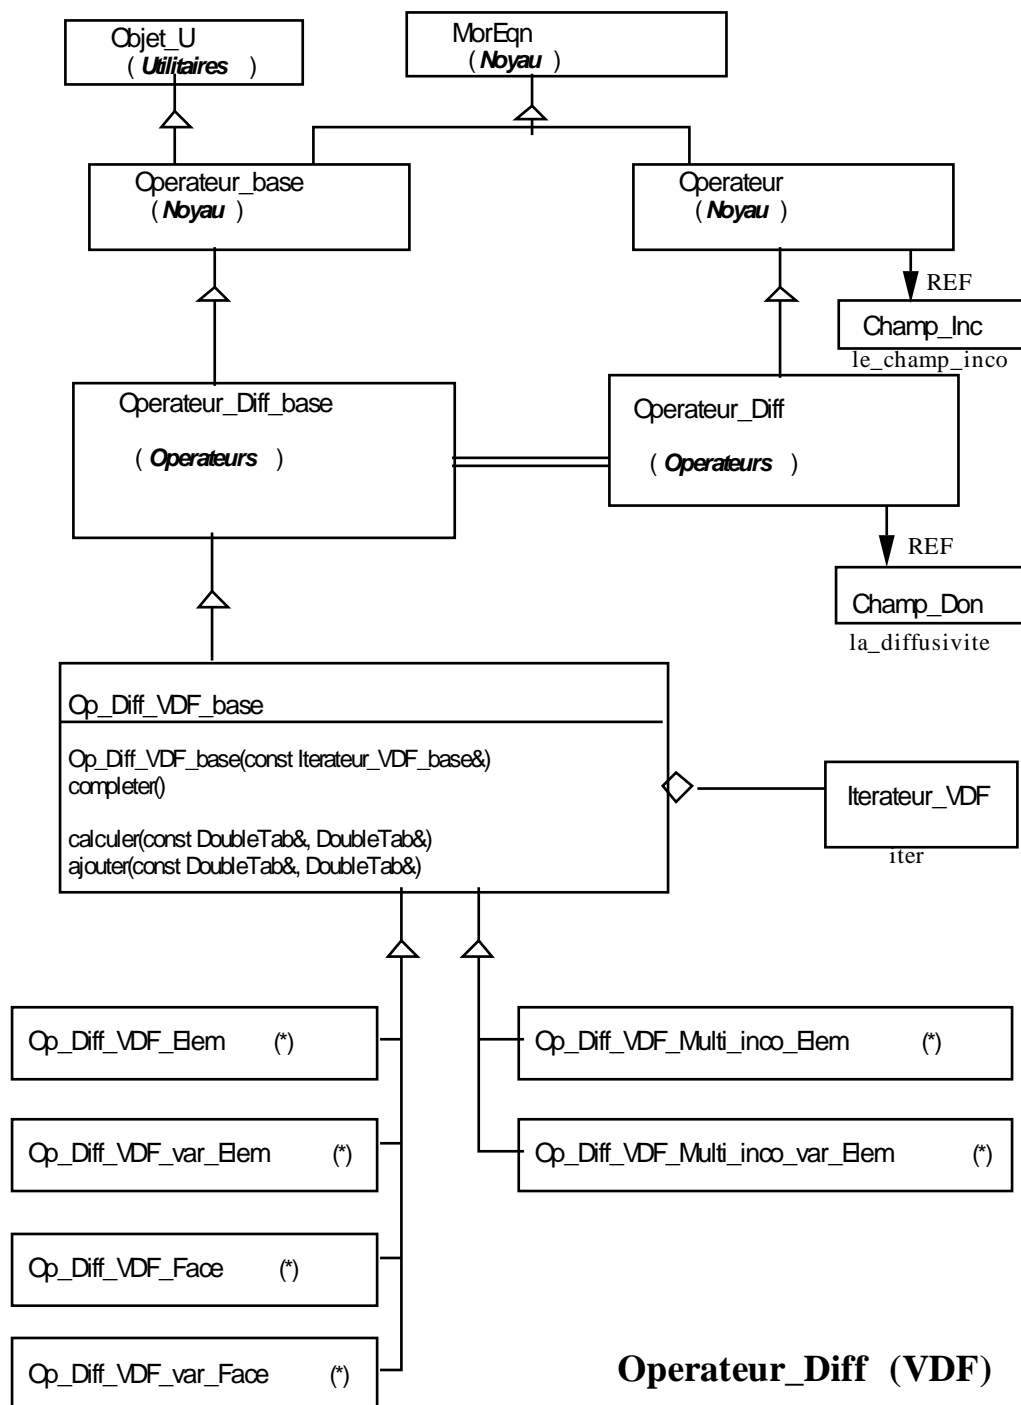 Objet_U
( Utilitaires )
MorEqn
( Noyau )
Operateur_base
( Noyau )
Operateur
( Noyau )
REF
Champ_Inc
le_champ_inco
Operateur_Diff_base
( Operateurs )
Operateur_Diff
( Operateurs )
REF
Champ_Don
la_diffusivite
Op_Diff_VDF_base
Op_Diff_VDF_base(const Iterateur_VDF_base&)
completer()
calculer(const DoubleTab&, DoubleTab&)
ajouter(const DoubleTab&, DoubleTab&)
Iterateur_VDF
iter
Op_Diff_VDF_Elem (*)
Op_Diff_VDF_Multi_inco_Elem (*)
Op_Diff_VDF_var_Elem (*)
Op_Diff_VDF_Multi_inco_var_Elem (*)
Op_Diff_VDF_Face (*)
Op_Diff_VDF_var_Face (*)
Operateur_Diff (VDF)